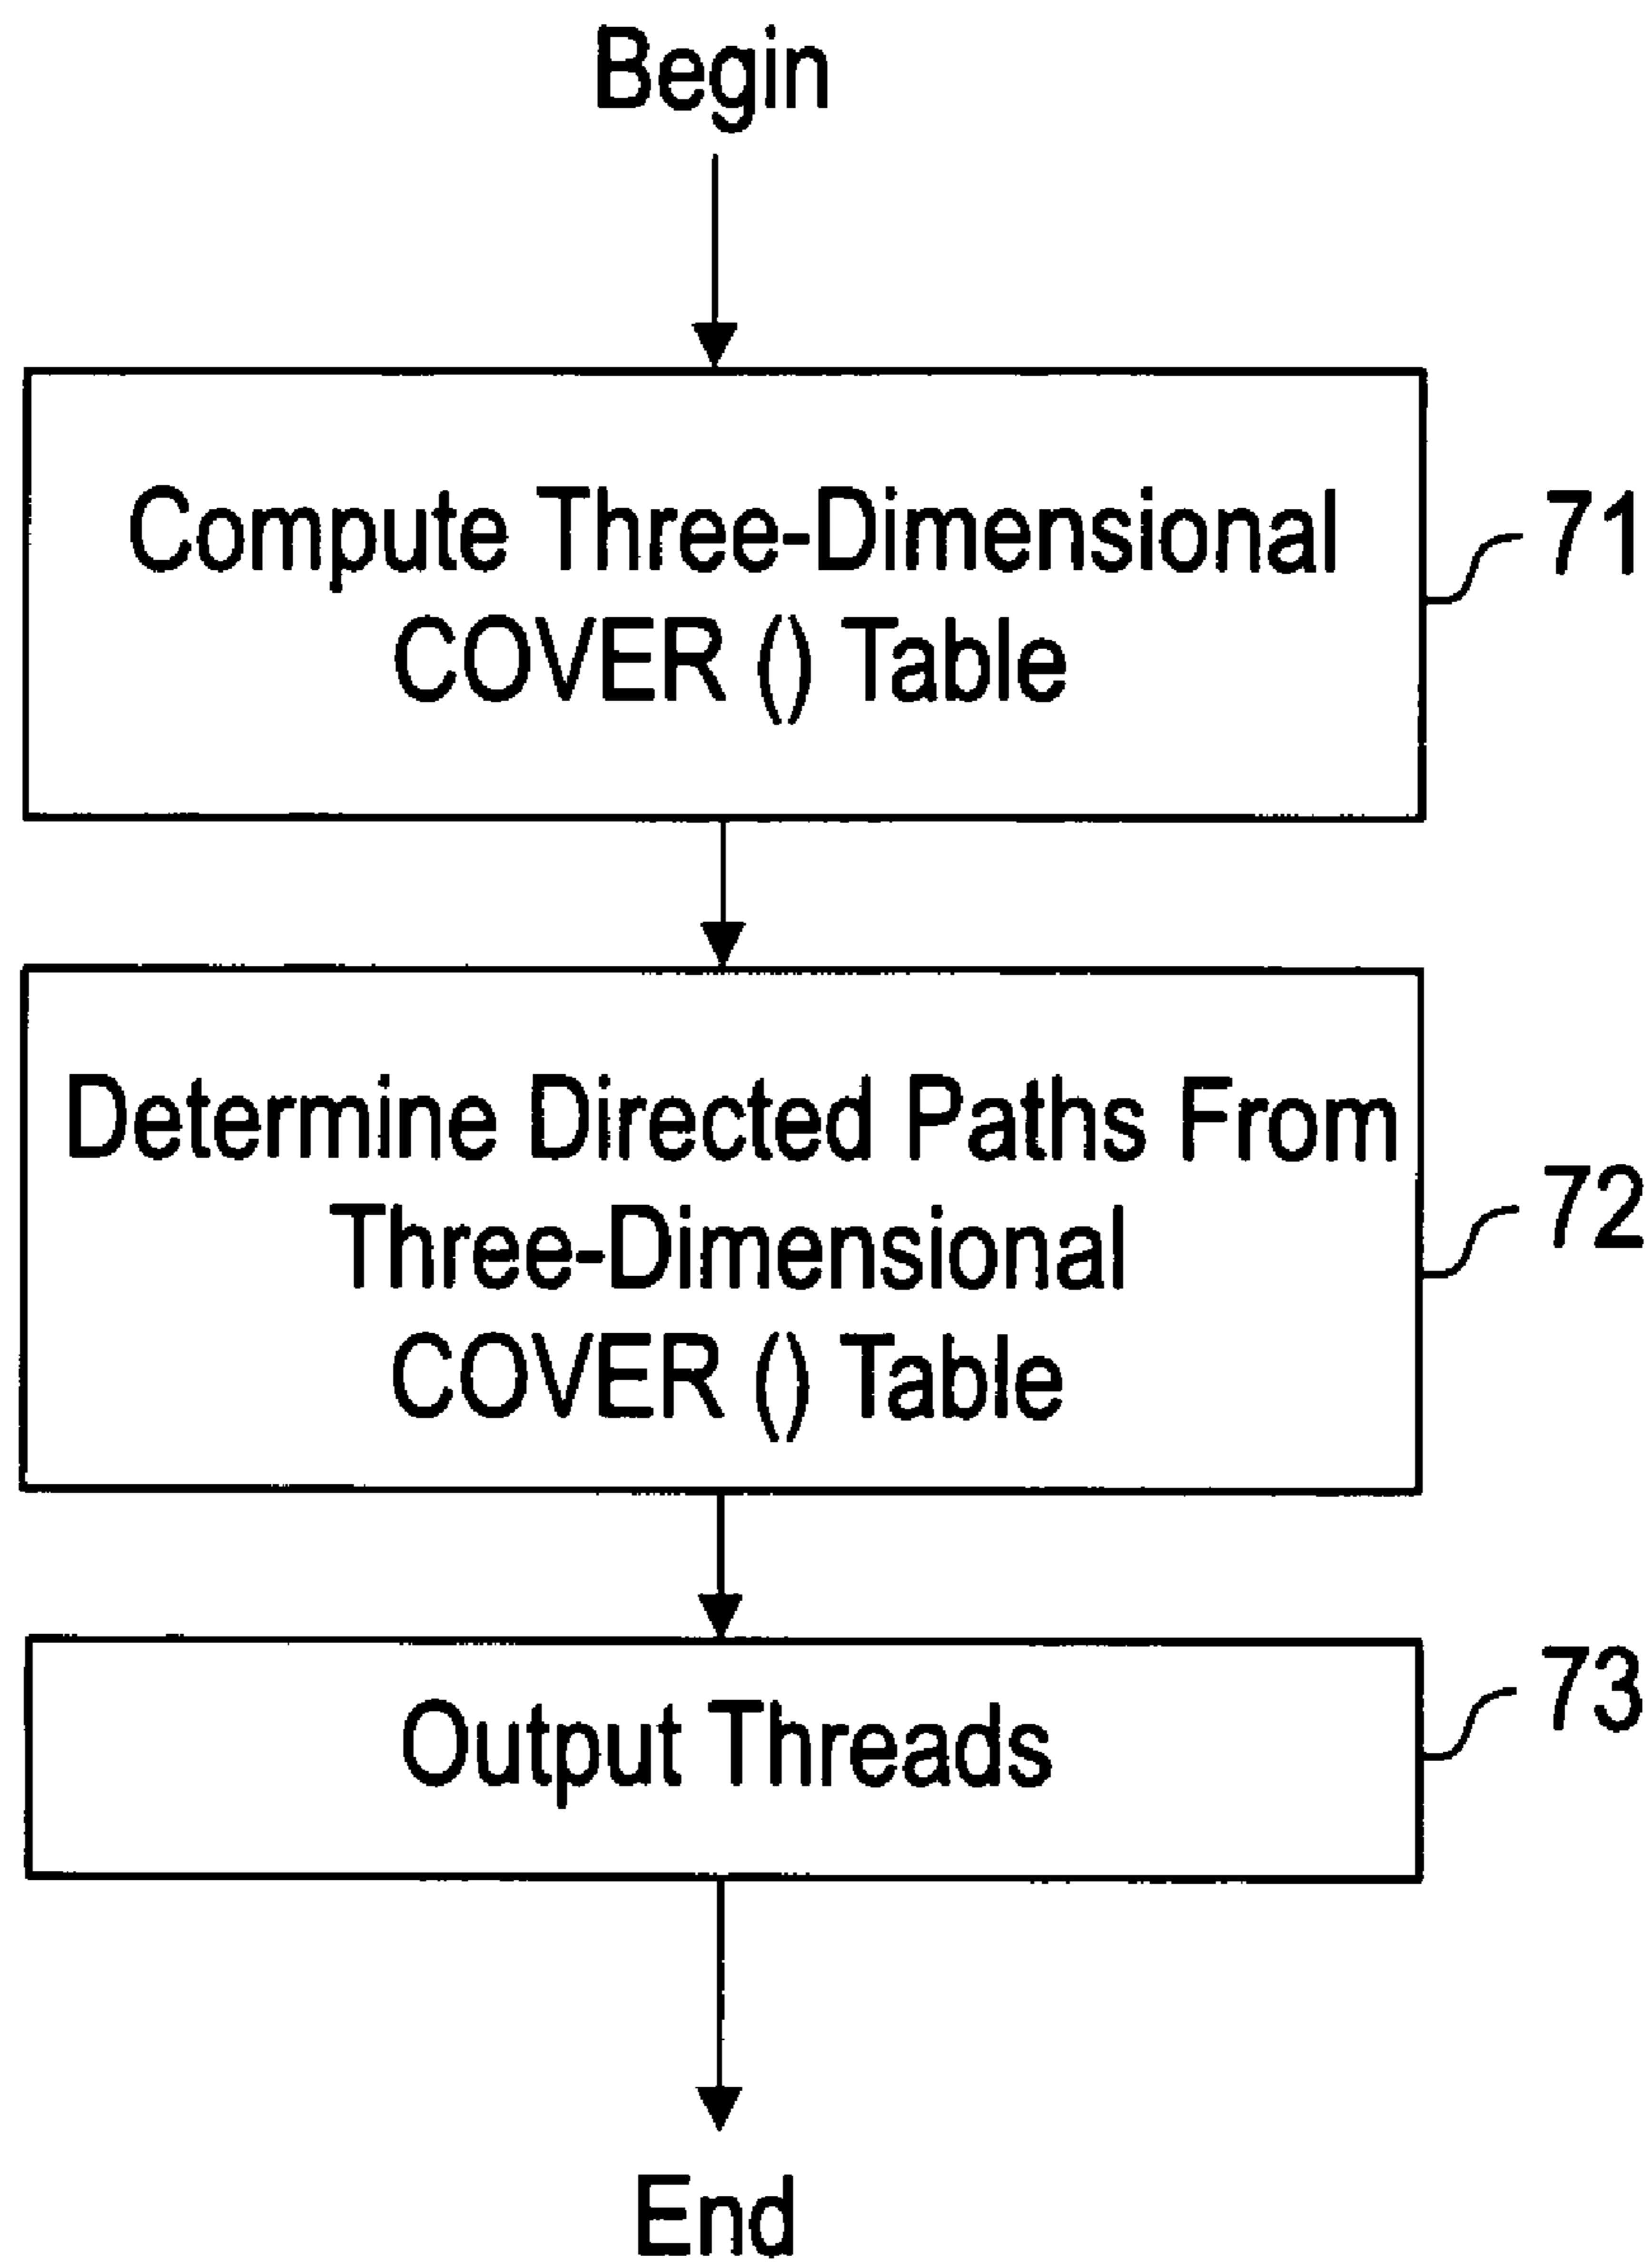 Begin
Compute Three-Dimensional
COVER () Table
71
Determine Directed Paths From
Three-Dimensional
COVER () Table
72
Output Threads
73
End